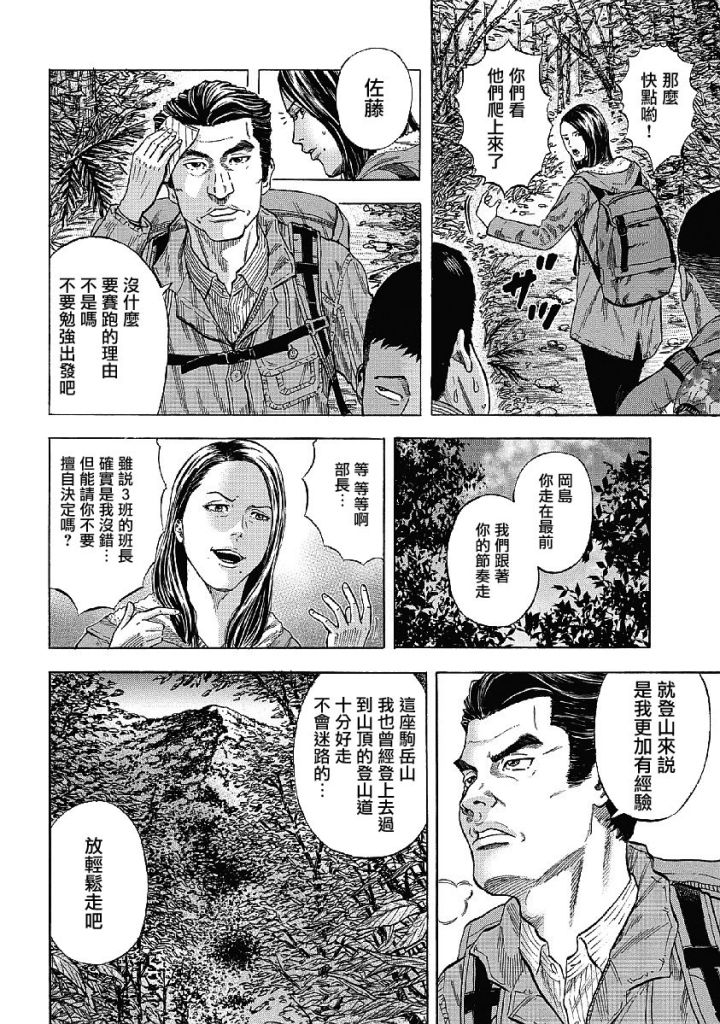 那麼
快點喲！
你們看
他們爬上來了
佐藤
沒什麼
要賽跑的理由
不是嗎
不要勉強出發吧
岡島
你走在最前
我們跟著
你的節奏走
等 等等啊
部長…
雖說3班的班長
確實是我沒錯…
但能請你不要
擅自決定嗎？
就登山來說
是我更加有經驗
這座駒岳山
我也曾經登上去過
到山頂的登山道
十分好走
不會迷路的…
放輕鬆走吧